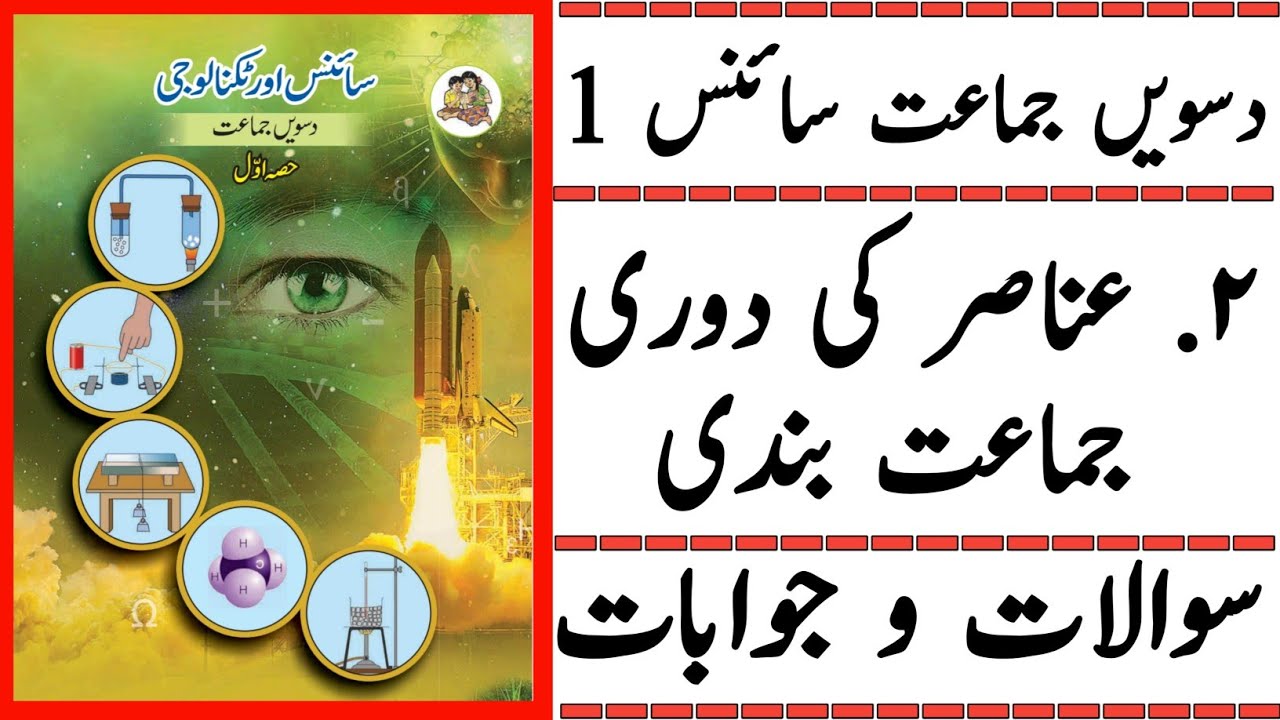 سائنس اور ٹکنالوجی
دسویں جماعت
حصہ اوّل
β
λ
+
−
V
H
H
C
H
H
Ω
دسویں جماعت سائنس 1
۲. عناصر کی دوری
جماعت بندی
سوالات و جوابات